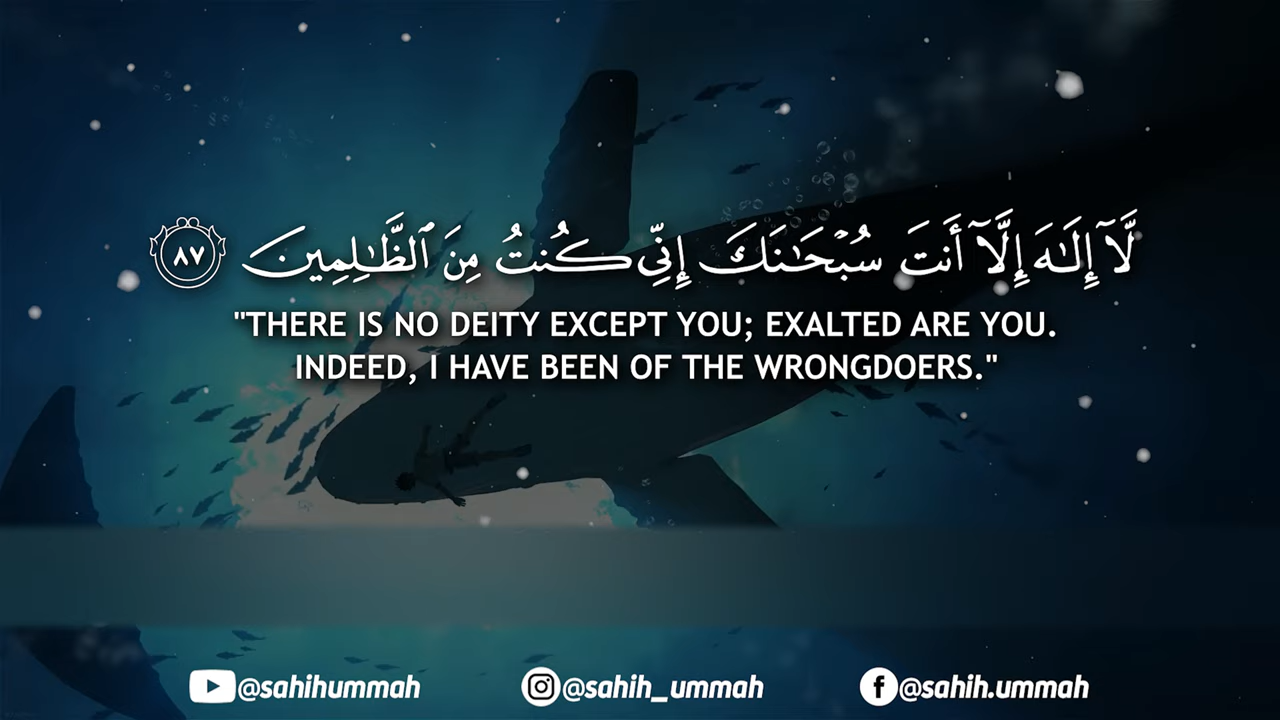 لَّآ إِلَٰهَ إِلَّآ أَنتَ سُبْحَٰنَكَ إِنِّى كُنتُ مِنَ ٱلظَّٰلِمِينَ ٨٧
"THERE IS NO DEITY EXCEPT YOU; EXALTED ARE YOU.
INDEED, I HAVE BEEN OF THE WRONGDOERS."
@sahihummah @sahih_ummah @sahih.ummah